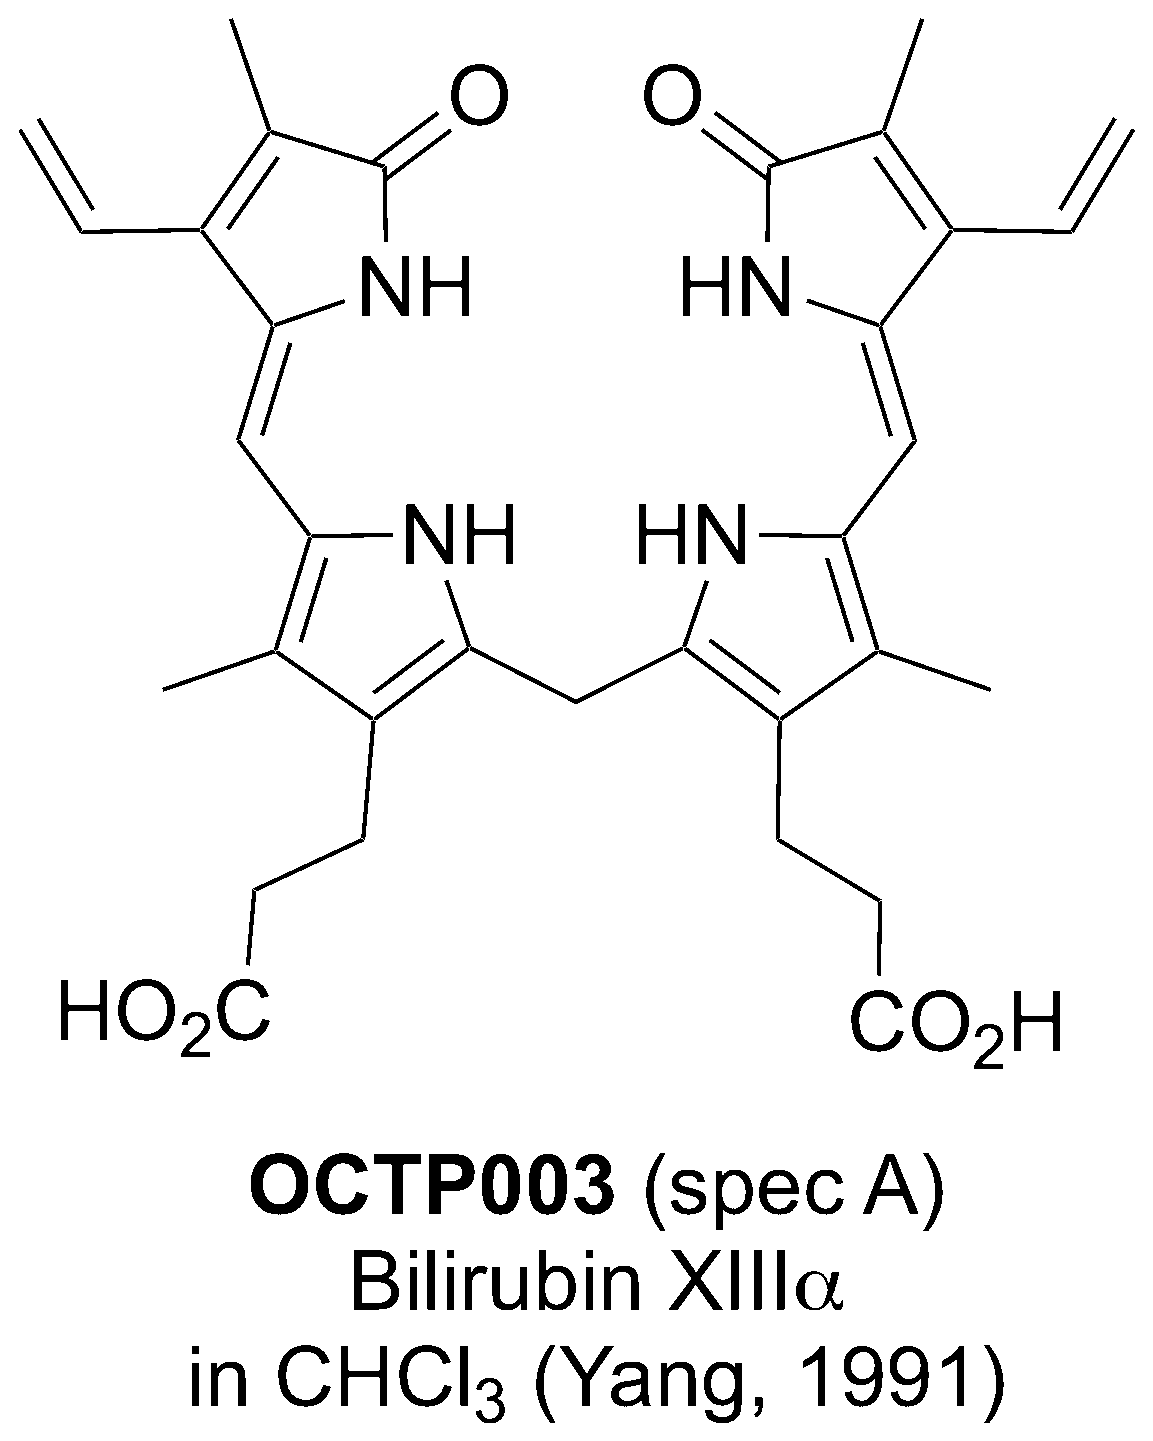 O O
NH HN
NH HN
HO₂C CO₂H
OCTP003 (spec A)
Bilirubin XIIIα
in CHCl₃ (Yang, 1991)